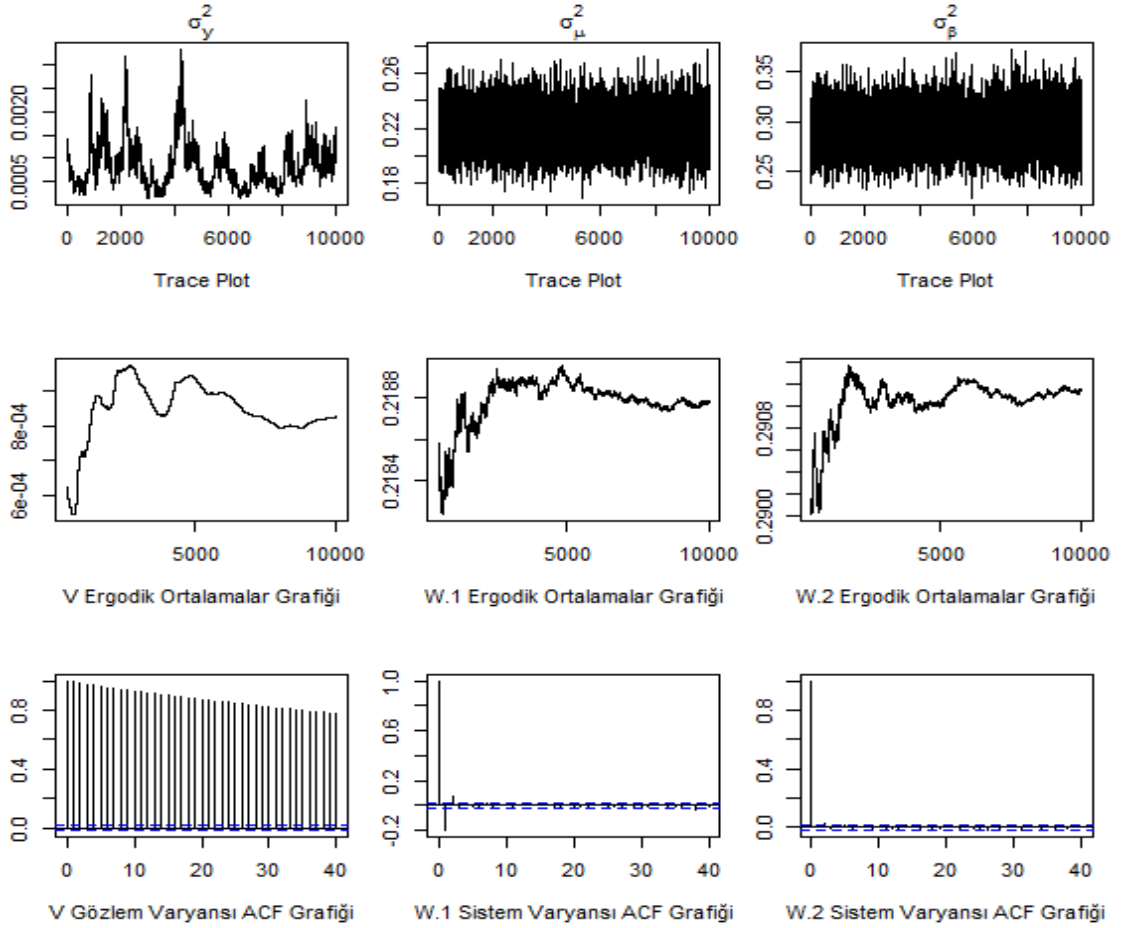 σ²y σ²μ σ²β
0.0005 0.0020
0 2000 6000 10000
Trace Plot
0.18 0.22 0.26
0 2000 6000 10000
Trace Plot
0.25 0.30 0.35
0 2000 6000 10000
Trace Plot
6e-04 8e-04
5000 10000
V Ergodik Ortalamalar Grafiği
0.2184 0.2188
5000 10000
W.1 Ergodik Ortalamalar Grafiği
0.2900 0.2908
5000 10000
W.2 Ergodik Ortalamalar Grafiği
0.0 0.4 0.8
0 10 20 30 40
V Gözlem Varyansı ACF Grafiği
-0.2 0.2 0.6 1.0
0 10 20 30 40
W.1 Sistem Varyansı ACF Grafiği
0.0 0.4 0.8
0 10 20 30 40
W.2 Sistem Varyansı ACF Grafiği